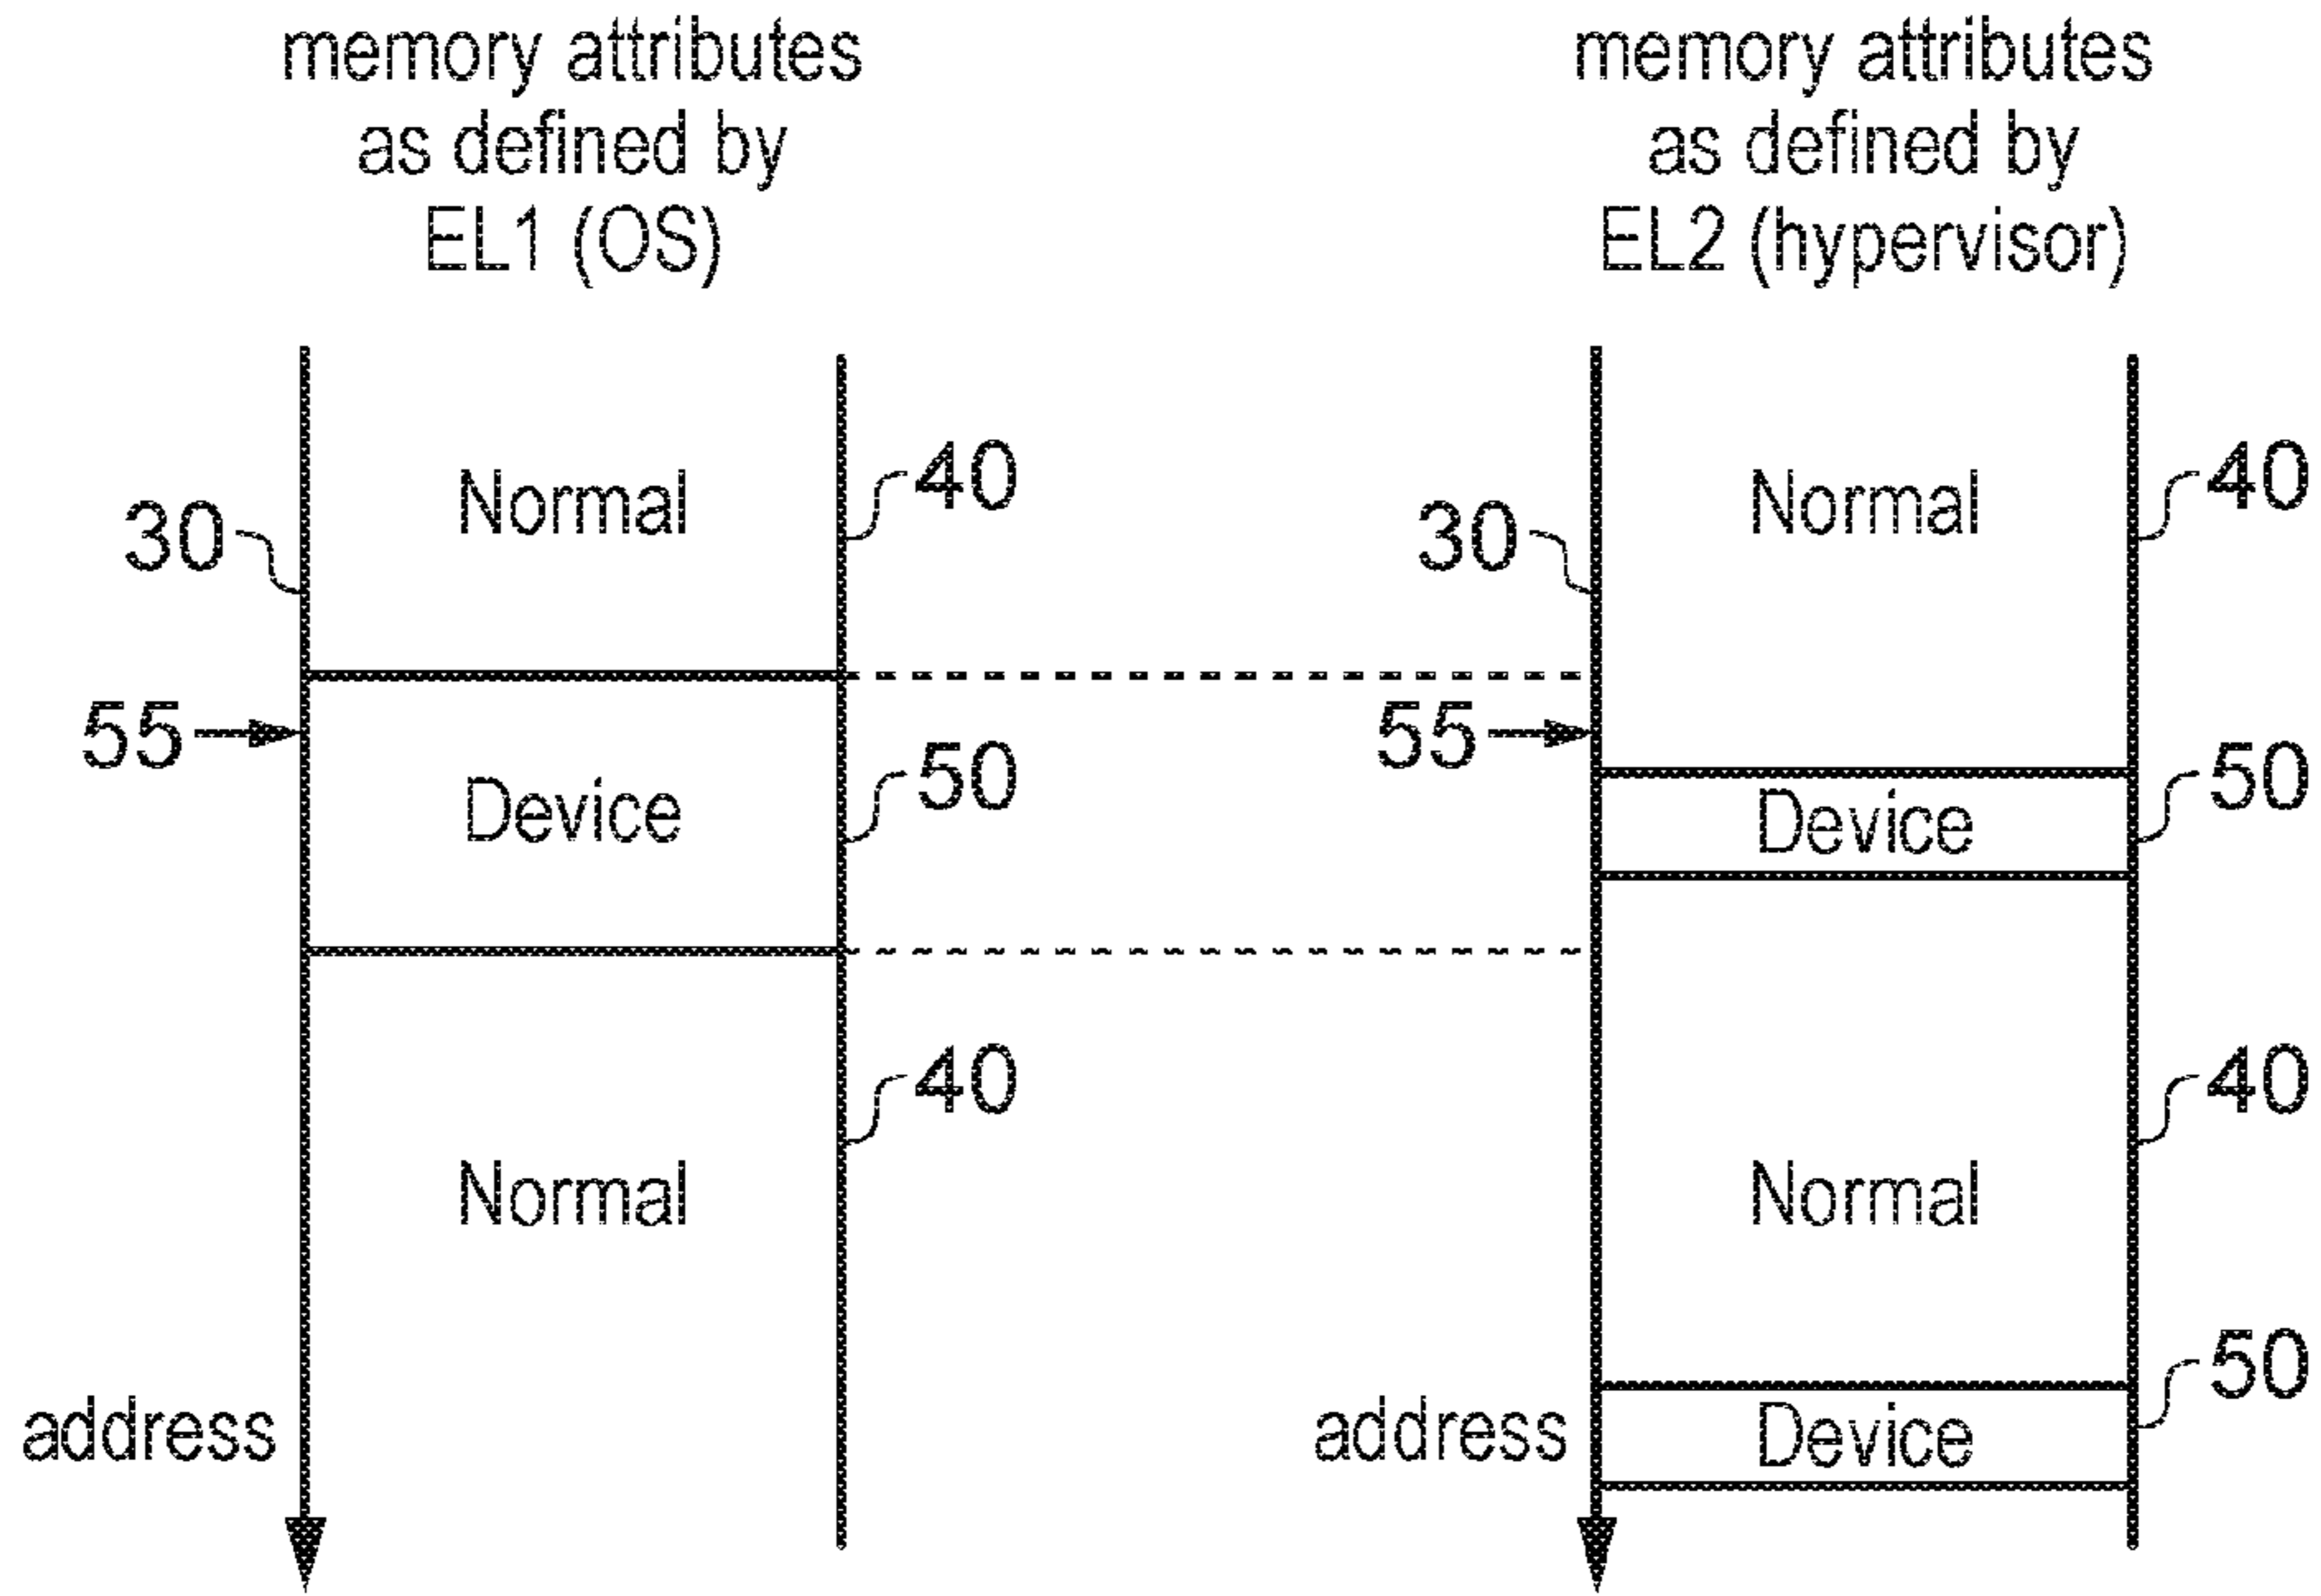 memory attributes
as defined by
EL1 (OS)
Normal
40
30
55
Device
50
40
Normal
address
memory attributes
as defined by
EL2 (hypervisor)
Normal
40
30
55
50
Device
40
Normal
50
address
Device